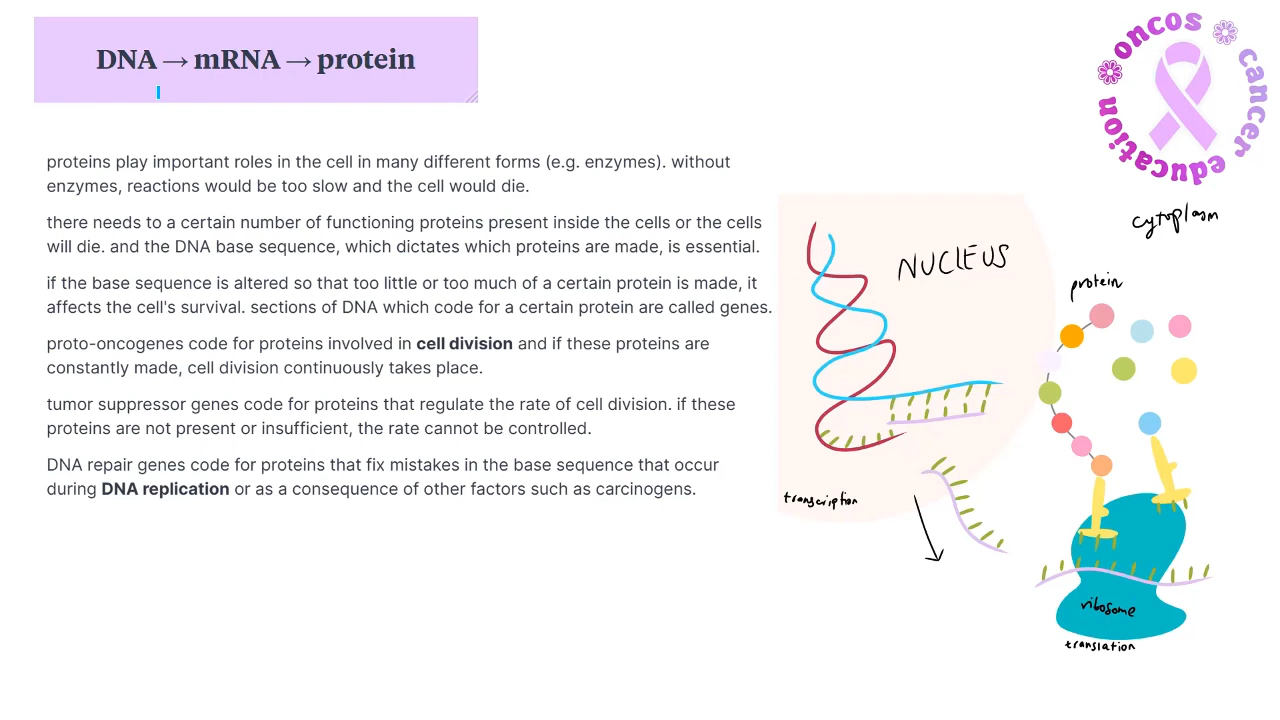 DNA → mRNA → protein
proteins play important roles in the cell in many different forms (e.g. enzymes). without
enzymes, reactions would be too slow and the cell would die.
there needs to a certain number of functioning proteins present inside the cells or the cells
will die. and the DNA base sequence, which dictates which proteins are made, is essential.
if the base sequence is altered so that too little or too much of a certain protein is made, it
affects the cell's survival. sections of DNA which code for a certain protein are called genes.
proto-oncogenes code for proteins involved in cell division and if these proteins are
constantly made, cell division continuously takes place.
tumor suppressor genes code for proteins that regulate the rate of cell division. if these
proteins are not present or insufficient, the rate cannot be controlled.
DNA repair genes code for proteins that fix mistakes in the base sequence that occur
during DNA replication or as a consequence of other factors such as carcinogens.
oncos cancer education
cytoplasm
NUCLEUS
protein
transcription
ribosome
translation